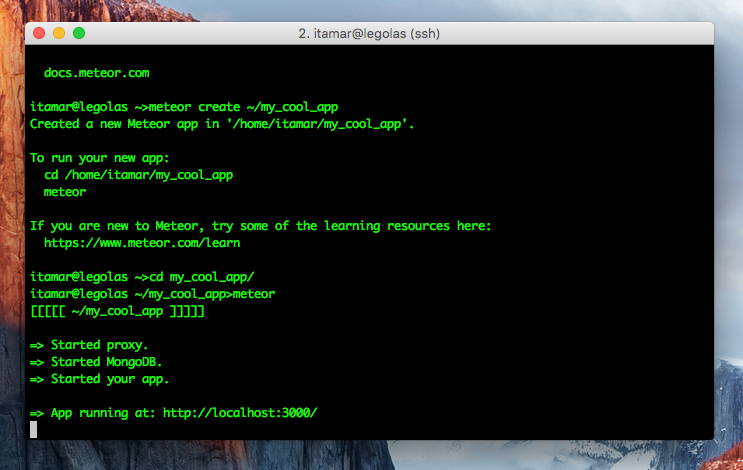 2. itamar@legolas (ssh)
docs.meteor.com
itamar@legolas ~>meteor create ~/my_cool_app
Created a new Meteor app in '/home/itamar/my_cool_app'.
To run your new app:
cd /home/itamar/my_cool_app
meteor
If you are new to Meteor, try some of the learning resources here:
https://www.meteor.com/learn
itamar@legolas ~>cd my_cool_app/
itamar@legolas ~/my_cool_app>meteor
[[[[[ ~/my_cool_app ]]]]]
=> Started proxy.
=> Started MongoDB.
=> Started your app.
=> App running at: http://localhost:3000/